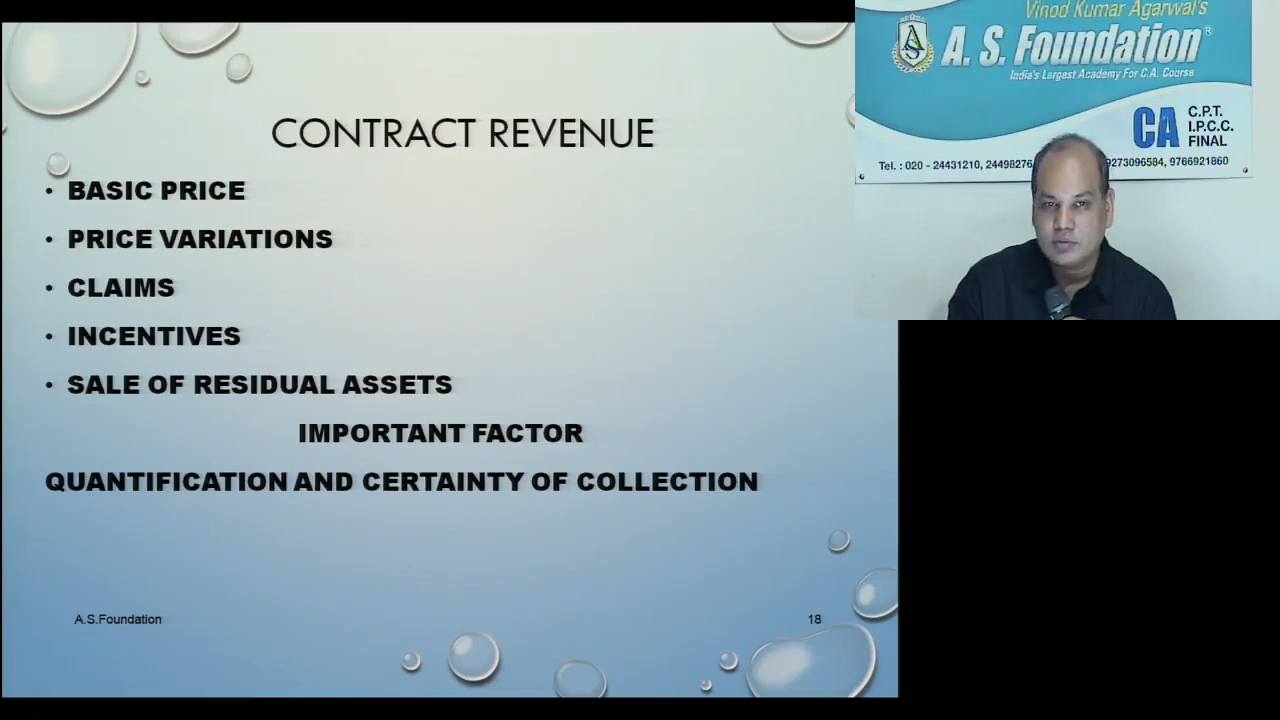 CONTRACT REVENUE
• BASIC PRICE
• PRICE VARIATIONS
• CLAIMS
• INCENTIVES
• SALE OF RESIDUAL ASSETS
IMPORTANT FACTOR
QUANTIFICATION AND CERTAINTY OF COLLECTION
A.S.Foundation
18
Vinod Kumar Agarwal's
AS
A. S. Foundation®
India's Largest Academy For C.A. Course
CA
C.P.T.
I.P.C.C.
FINAL
Tel. : 020 - 24431210, 24498276 9273096584, 9766921860